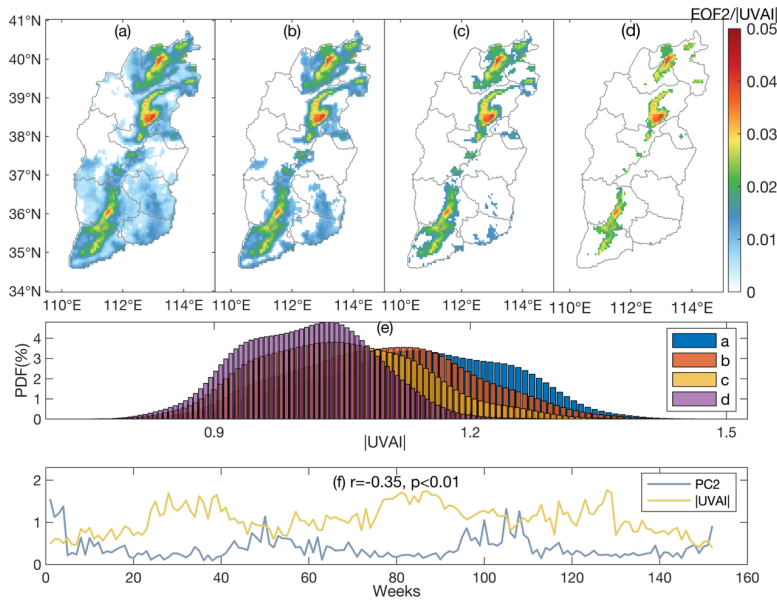 EOF2/|UVAI|
(a) (b) (c) (d)
41°N
40°N
39°N
38°N
37°N
36°N
35°N
34°N
0.05
0.04
0.03
0.02
0.01
0
110°E 112°E 114°E 110°E 112°E 114°E 110°E 112°E 114°E 110°E 112°E 114°E
(e)
PDF(%)
4
3
2
1
0
a
b
c
d
0.9 1.2 1.5
|UVAI|
(f) r=-0.35, p<0.01
2
1
0
PC2
|UVAI|
0 20 40 60 80 100 120 140 160
Weeks